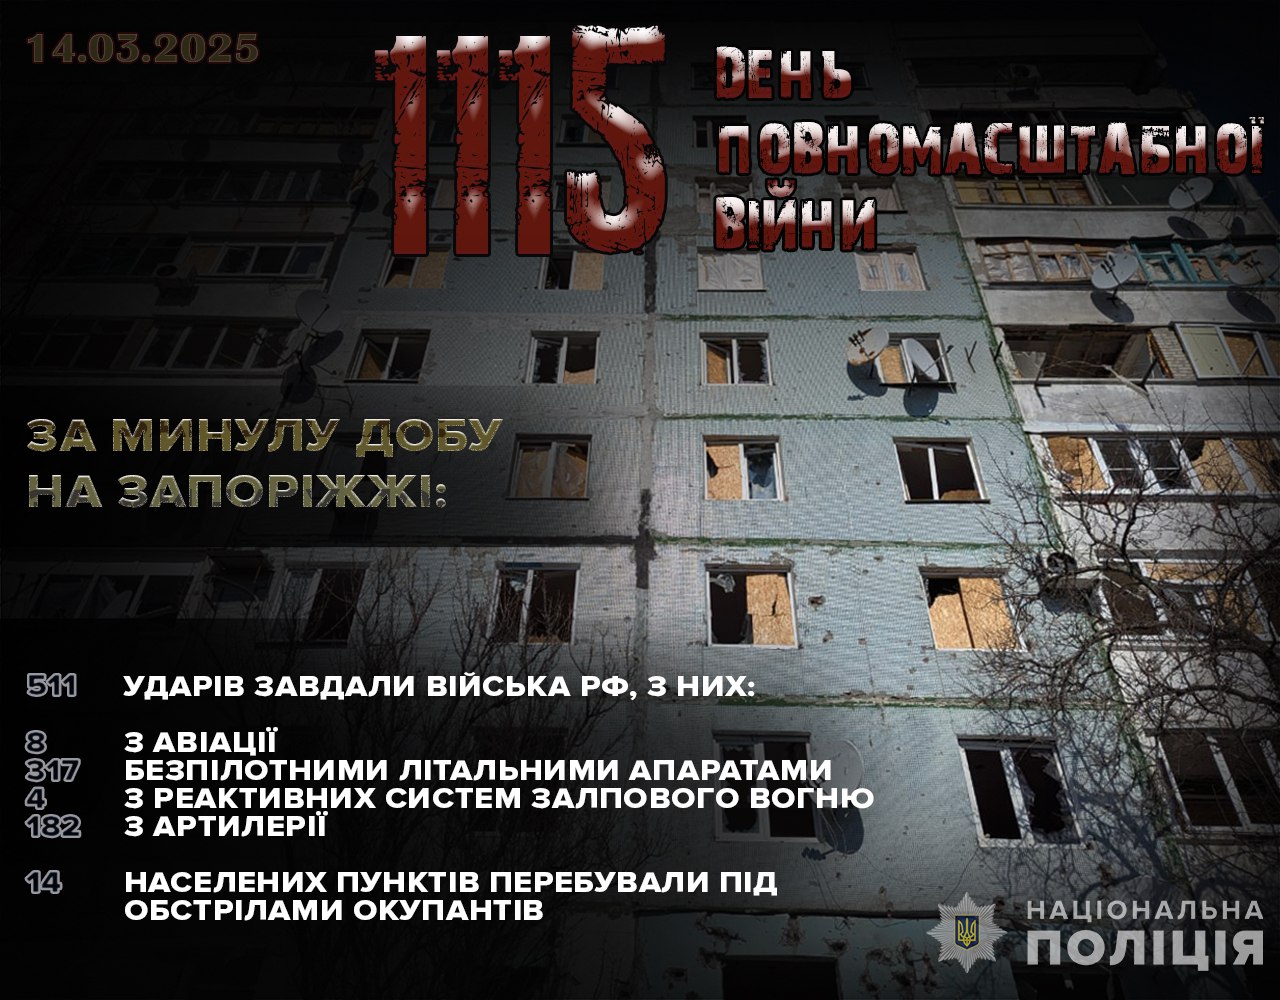 14.03.2025
1115
ДЕНЬ
ПОВНОМАСШТАБНОЇ
ВІЙНИ
ЗА МИНУЛУ ДОБУ
НА ЗАПОРІЖЖІ:
511 УДАРІВ ЗАВДАЛИ ВІЙСЬКА РФ, З НИХ:
8 З АВІАЦІЇ
317 БЕЗПІЛОТНИМИ ЛІТАЛЬНИМИ АПАРАТАМИ
4 З РЕАКТИВНИХ СИСТЕМ ЗАЛПОВОГО ВОГНЮ
182 З АРТИЛЕРІЇ
14 НАСЕЛЕНИХ ПУНКТІВ ПЕРЕБУВАЛИ ПІД
ОБСТРІЛАМИ ОКУПАНТІВ
НАЦІОНАЛЬНА
ПОЛІЦІЯ